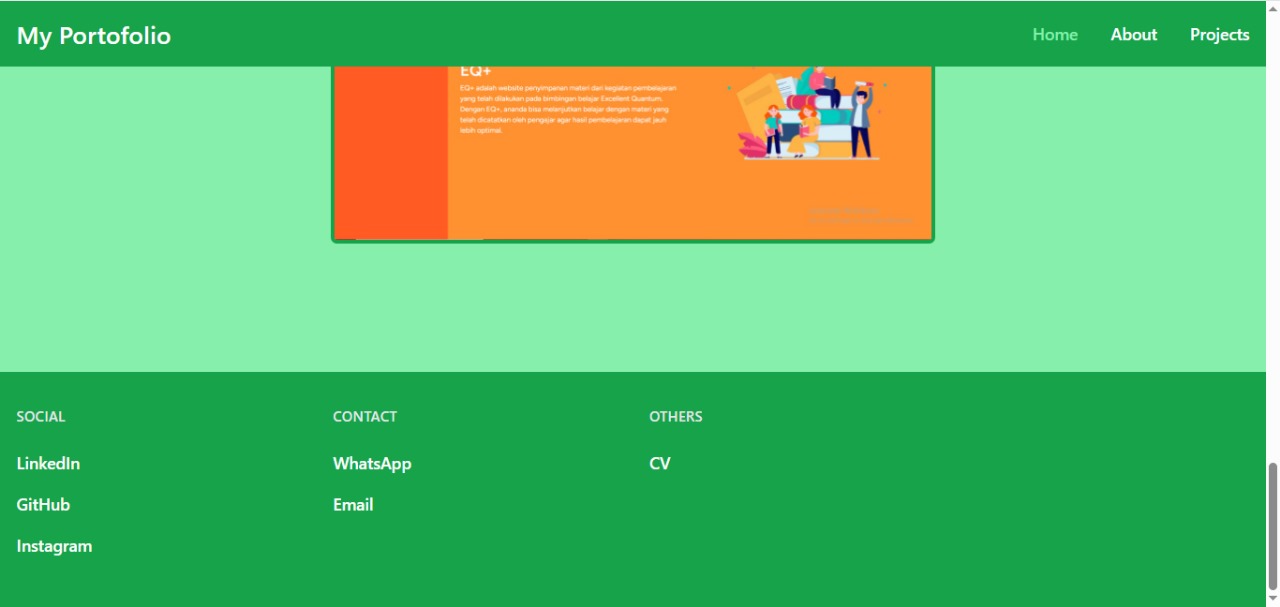 My Portofolio
Home About Projects
EQ+
EQ+ adalah website penyimpanan materi dari kegiatan pembelajaran
yang telah dilakukan pada bimbingan belajar Excellent Quantum.
Dengan EQ+, ananda bisa melanjutkan belajar dengan materi yang
telah dicatatkan oleh pengajar agar hasil pembelajaran dapat jauh
lebih optimal.
SOCIAL CONTACT OTHERS
LinkedIn WhatsApp CV
GitHub Email
Instagram